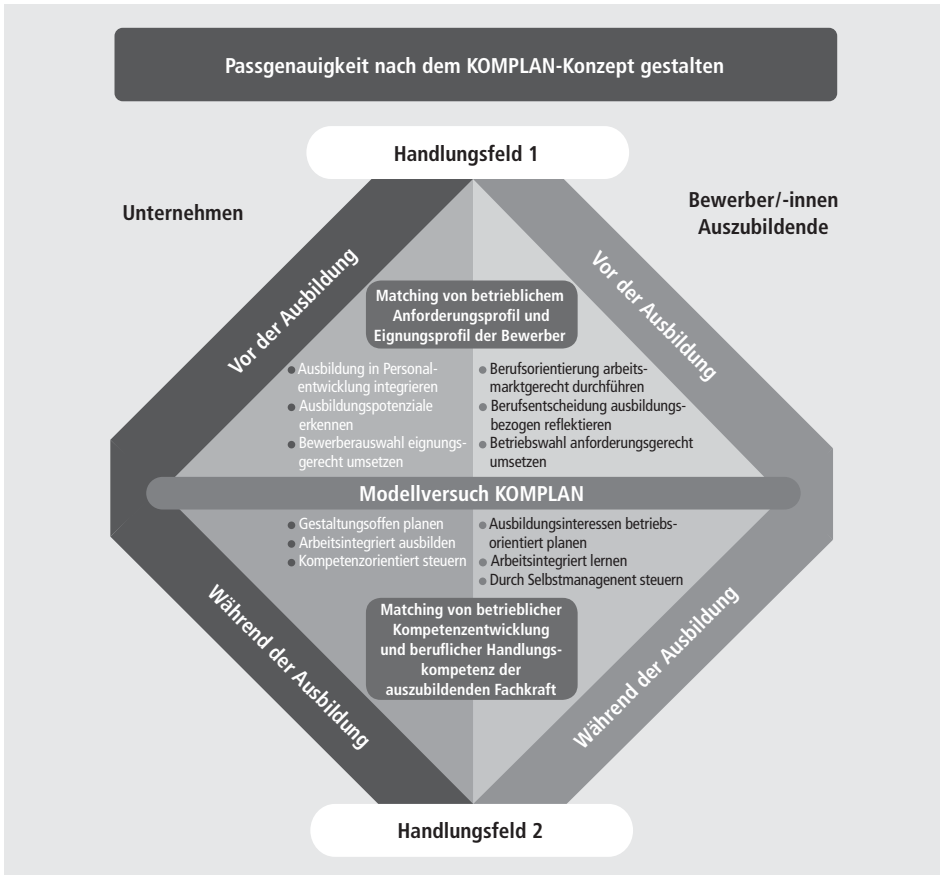 Passgenauigkeit nach dem KOMPLAN-Konzept gestalten
Handlungsfeld 1
Unternehmen
Bewerber/-innen
Auszubildende
Vor der Ausbildung
Vor der Ausbildung
Matching von betrieblichem
Anforderungsprofil und
Eignungsprofil der Bewerber
● Ausbildung in Personal-
entwicklung integrieren
● Ausbildungspotenziale
erkennen
● Bewerberauswahl eignungs-
gerecht umsetzen
● Berufsorientierung arbeits-
marktgerecht durchführen
● Berufsentscheidung ausbildungs-
bezogen reflektieren
● Betriebswahl anforderungsgerecht
umsetzen
Modellversuch KOMPLAN
● Gestaltungsoffen planen
● Arbeitsintegriert ausbilden
● Kompetenzorientiert steuern
● Ausbildungsinteressen betriebs-
orientiert planen
● Arbeitsintegriert lernen
● Durch Selbstmanagenent steuern
Während der Ausbildung
Während der Ausbildung
Matching von betrieblicher
Kompetenzentwicklung
und beruflicher Handlungs-
kompetenz der
auszubildenden Fachkraft
Handlungsfeld 2